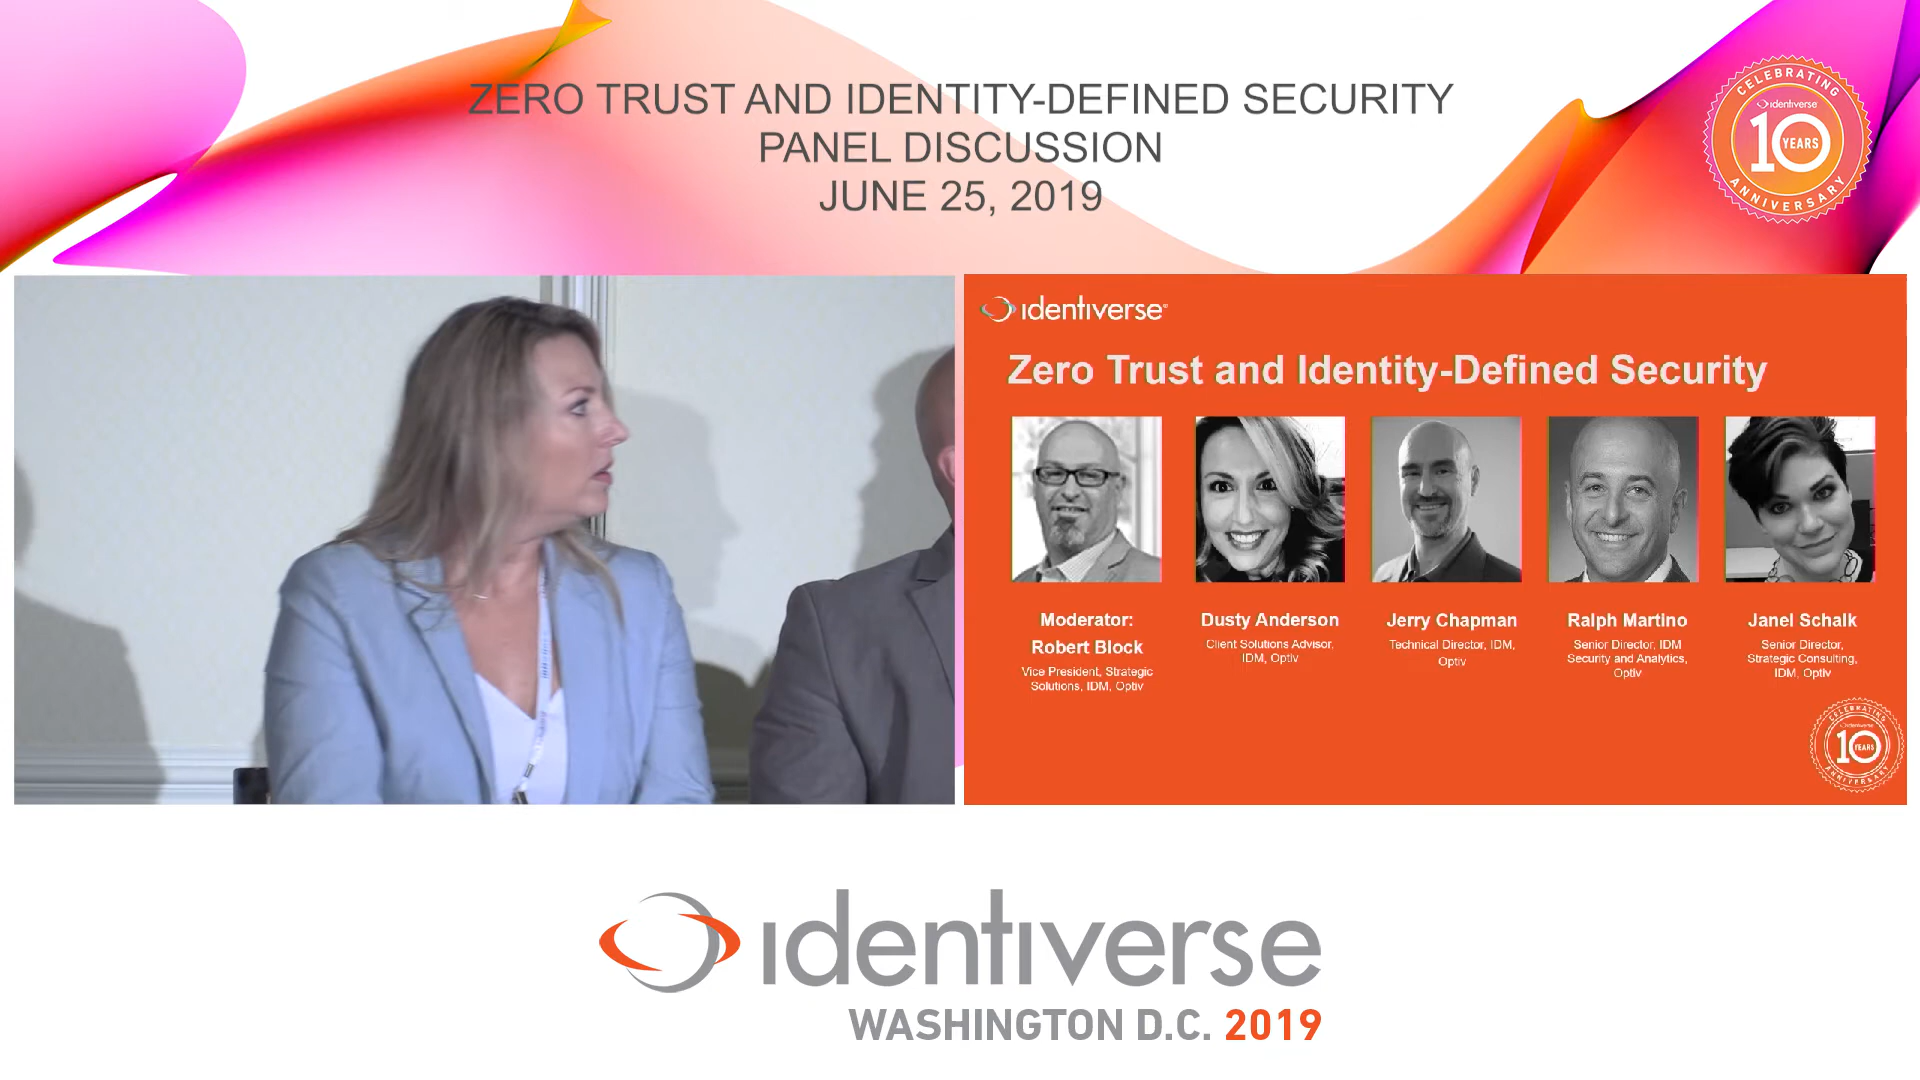 ZERO TRUST AND IDENTITY-DEFINED SECURITY
PANEL DISCUSSION
JUNE 25, 2019
CELEBRATING
identiverse
10
YEARS
ANNIVERSARY
identiverse®
Zero Trust and Identity-Defined Security
Moderator:
Robert Block
Vice President, Strategic
Solutions, IDM, Optiv
Dusty Anderson
Client Solutions Advisor,
IDM, Optiv
Jerry Chapman
Technical Director, IDM,
Optiv
Ralph Martino
Senior Director, IDM
Security and Analytics,
Optiv
Janel Schalk
Senior Director,
Strategic Consulting,
IDM, Optiv
CELEBRATING
identiverse
10
YEARS
ANNIVERSARY
identiverse
WASHINGTON D.C. 2019